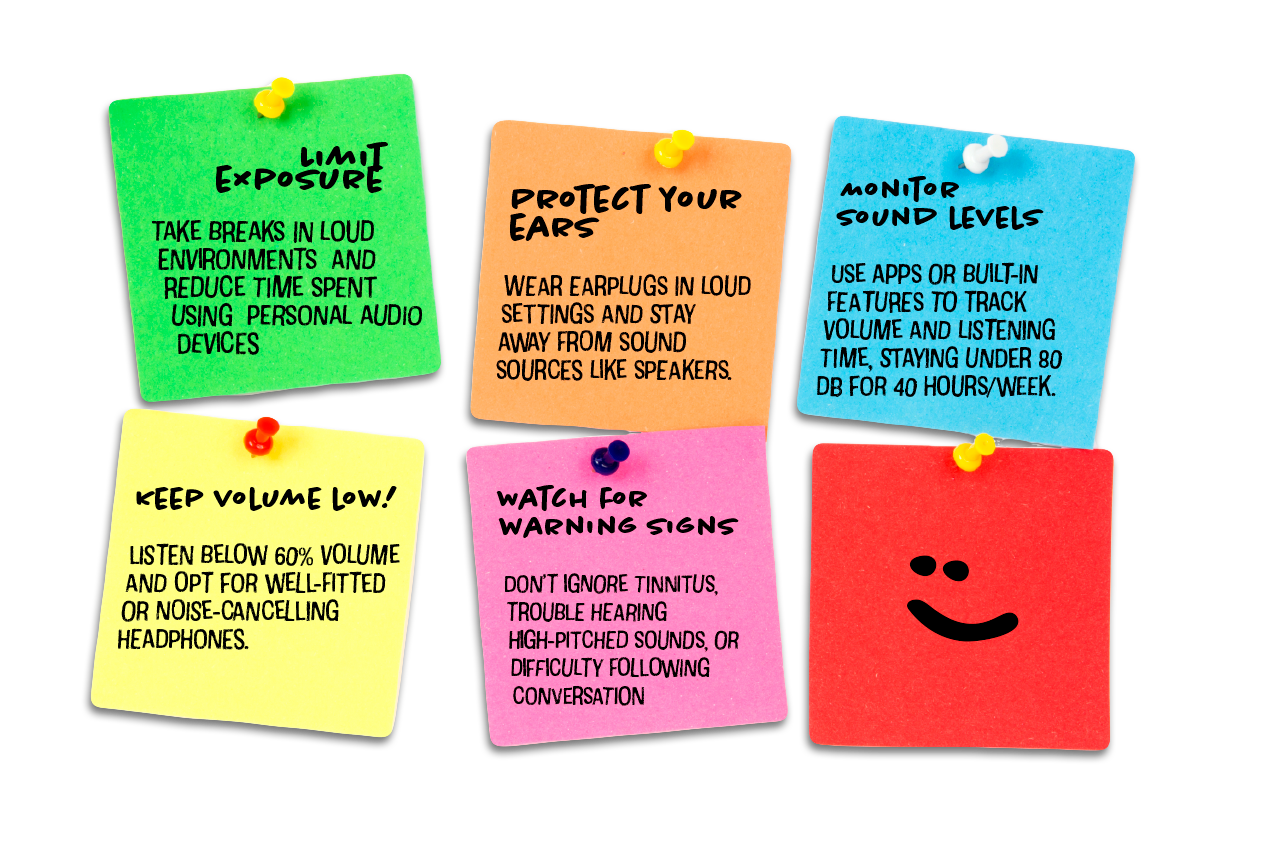 LIMIT
EXPOSURE
TAKE BREAKS IN LOUD
ENVIRONMENTS AND
REDUCE TIME SPENT
USING PERSONAL AUDIO
DEVICES
PROTECT YOUR
EARS
WEAR EARPLUGS IN LOUD
SETTINGS AND STAY
AWAY FROM SOUND
SOURCES LIKE SPEAKERS.
MONITOR
SOUND LEVELS
USE APPS OR BUILT-IN
FEATURES TO TRACK
VOLUME AND LISTENING
TIME, STAYING UNDER 80
DB FOR 40 HOURS/WEEK.
KEEP VOLUME LOW!
LISTEN BELOW 60% VOLUME
AND OPT FOR WELL-FITTED
OR NOISE-CANCELLING
HEADPHONES.
WATCH FOR
WARNING SIGNS
DON'T IGNORE TINNITUS,
TROUBLE HEARING
HIGH-PITCHED SOUNDS, OR
DIFFICULTY FOLLOWING
CONVERSATION